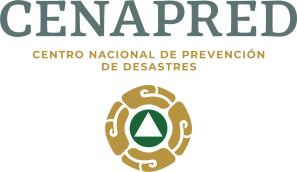 CENAPRED
CENTRO NACIONAL DE PREVENCIÓN
DE DESASTRES